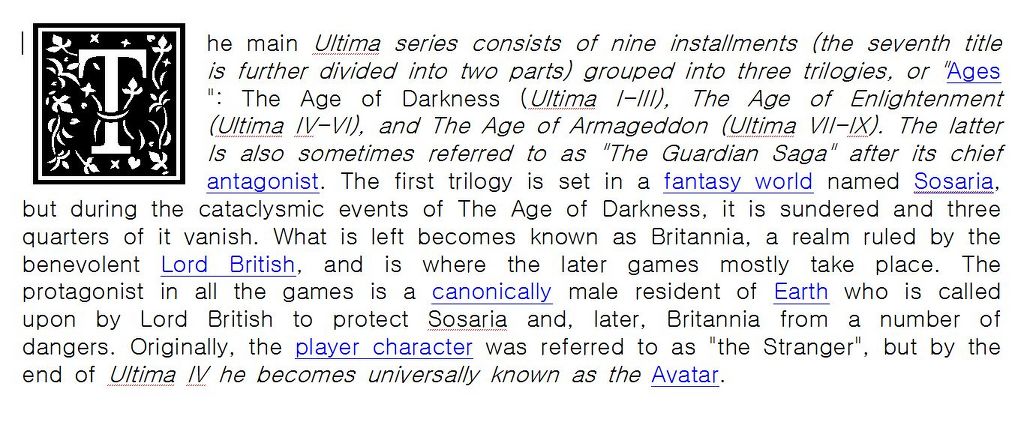 The main Ultima series consists of nine installments (the seventh title
is further divided into two parts) grouped into three trilogies, or "Ages
": The Age of Darkness (Ultima I-III), The Age of Enlightenment
(Ultima IV-VI), and The Age of Armageddon (Ultima VII-IX). The latter
Is also sometimes referred to as "The Guardian Saga" after its chief
antagonist. The first trilogy is set in a fantasy world named Sosaria,
but during the cataclysmic events of The Age of Darkness, it is sundered and three
quarters of it vanish. What is left becomes known as Britannia, a realm ruled by the
benevolent Lord British, and is where the later games mostly take place. The
protagonist in all the games is a canonically male resident of Earth who is called
upon by Lord British to protect Sosaria and, later, Britannia from a number of
dangers. Originally, the player character was referred to as "the Stranger", but by the
end of Ultima IV he becomes universally known as the Avatar.